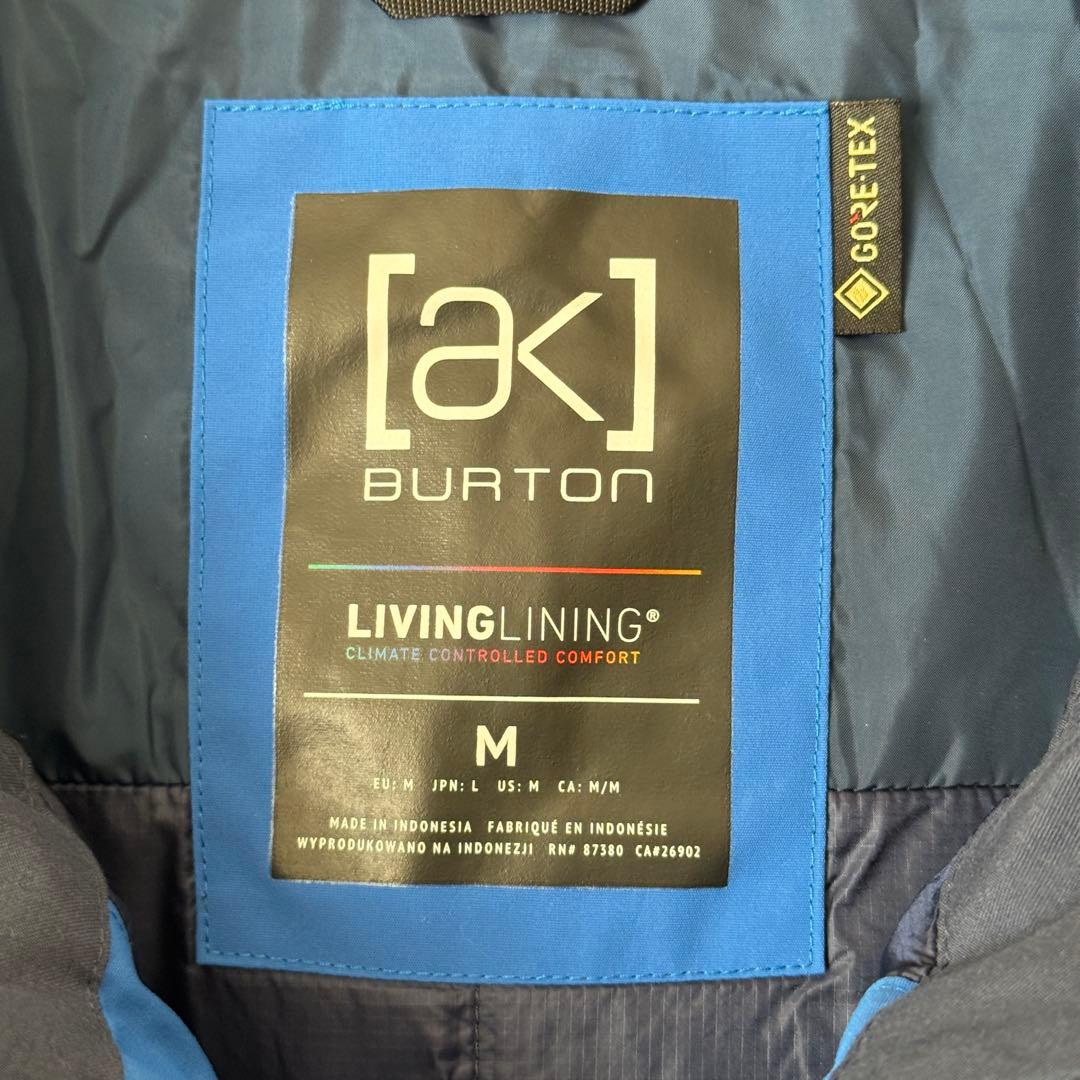 [ak]
BURTON
LIVINGLINING®
CLIMATE CONTROLLED COMFORT
M
EU: M JPN: L US: M CA: M/M
MADE IN INDONESIA FABRIQUÉ EN INDONÉSIE
WYPRODUKOWANO NA INDONEZJI RN# 87380 CA#26902
GORE-TEX